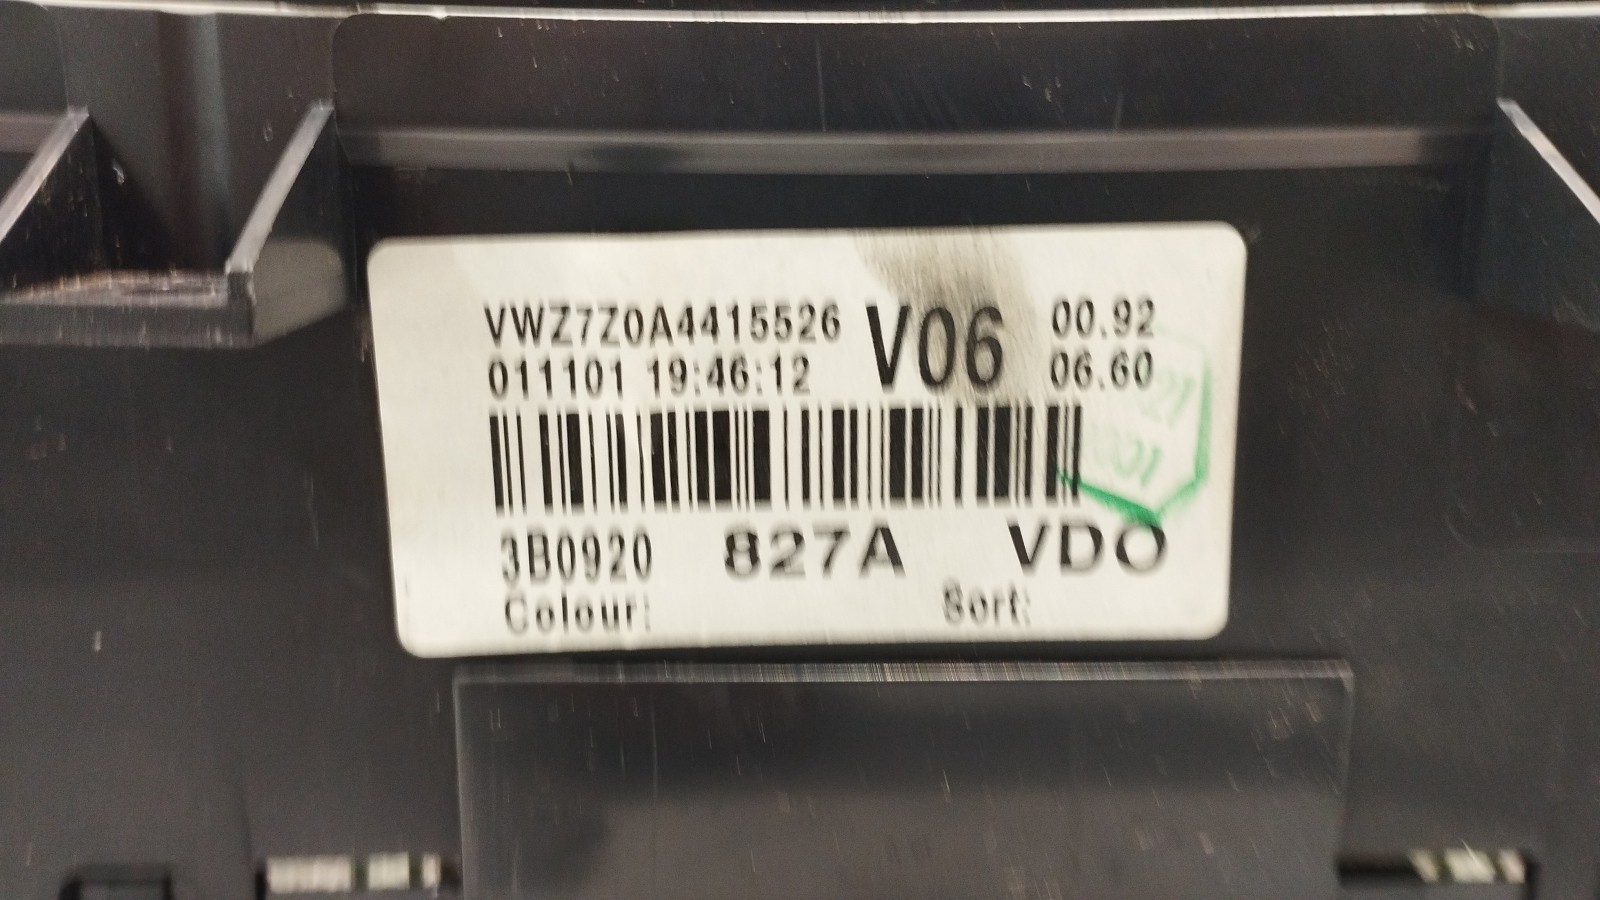 VWZ7Z0A4415526 V06 00.92
011101 19:46:12 06.60
3B0920 827A VDO
Colour: Sort: